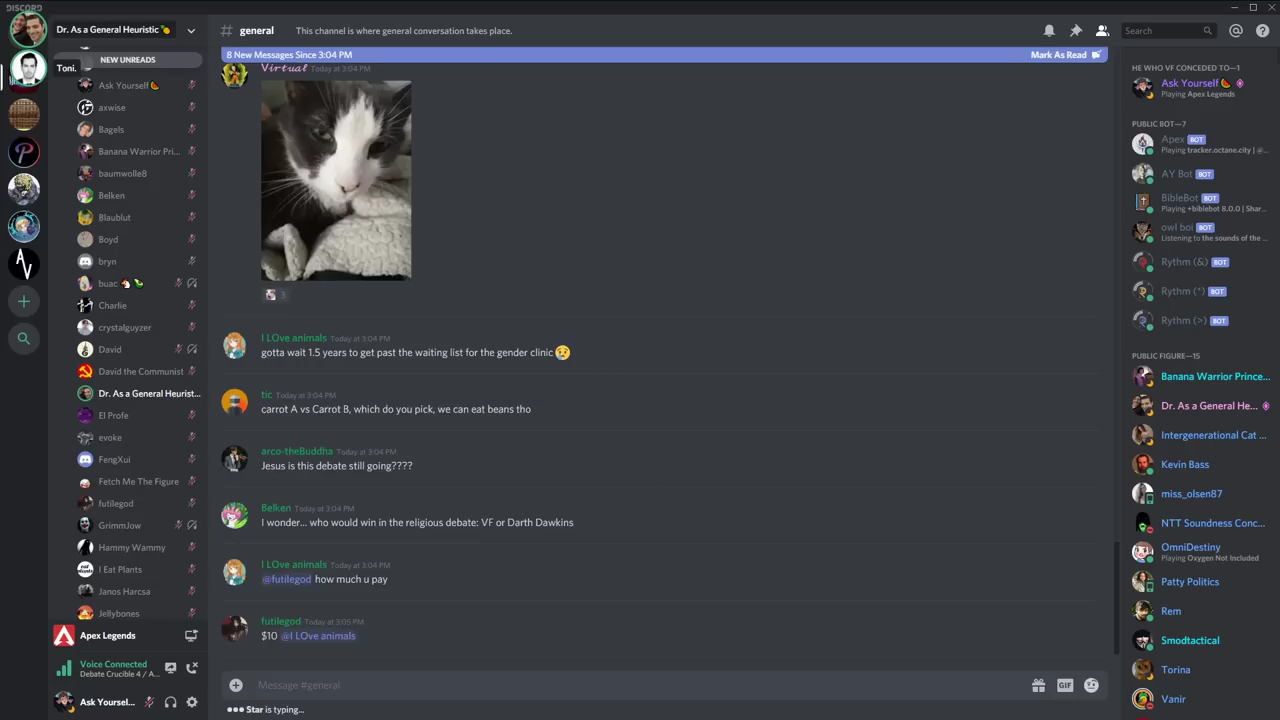 DISCORD
Dr. As a General Heuristic
# general
This channel is where general conversation takes place.
Search
8 New Messages Since 3:04 PM
Mark As Read
NEW UNREADS
Toni.
Ask Yourself
axwise
Bagels
Banana Warrior Pri...
baumwolle8
Belken
Blaublut
Boyd
bryn
buac
Charlie
crystalguyzer
David
David the Communist
Dr. As a General Heurist...
El Profe
evoke
FengXui
Fetch Me The Figure
futilegod
GrimmJow
Hammy Wammy
I Eat Plants
Janos Harcsa
Jellybones
Apex Legends
Voice Connected
Debate Crucible 4 / A...
Ask Yoursel...
Virtual Today at 3:04 PM
3
I LOve animals Today at 3:04 PM
gotta wait 1.5 years to get past the waiting list for the gender clinic 😢
tic Today at 3:04 PM
carrot A vs Carrot B, which do you pick, we can eat beans tho
arco-theBuddha Today at 3:04 PM
Jesus is this debate still going????
Belken Today at 3:04 PM
I wonder... who would win in the religious debate: VF or Darth Dawkins
I LOve animals Today at 3:04 PM
@futilegod how much u pay
futilegod Today at 3:05 PM
$10 @I LOve animals
Message #general
GIF
Star is typing...
HE WHO VF CONCEDED TO—1
Ask Yourself
Playing Apex Legends
PUBLIC BOT—7
Apex BOT
Playing tracker.octane.city | @...
AY Bot BOT
BibleBot BOT
Playing +biblebot 8.0.0 | Shar...
owl boi BOT
Listening to the sounds of the ...
Rythm (&) BOT
Rythm (*) BOT
Rythm (>) BOT
PUBLIC FIGURE—15
Banana Warrior Prince...
Dr. As a General He...
Intergenerational Cat ...
Kevin Bass
miss_olsen87
NTT Soundness Conc...
OmniDestiny
Playing Oxygen Not Included
Patty Politics
Rem
Smodtactical
Torina
Vanir